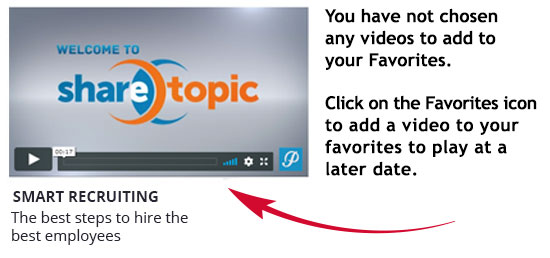 WELCOME TO
share topic
00:17
P
SMART RECRUITING
The best steps to hire the
best employees
You have not chosen
any videos to add to
your Favorites.
Click on the Favorites icon
to add a video to your
favorites to play at a
later date.